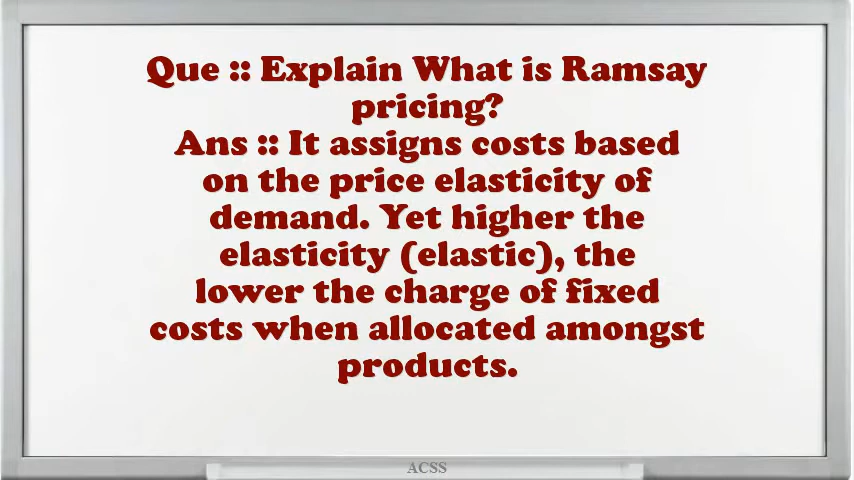 Que :: Explain What is Ramsay
pricing?
Ans :: It assigns costs based
on the price elasticity of
demand. Yet higher the
elasticity (elastic), the
lower the charge of fixed
costs when allocated amongst
products.
ACSS